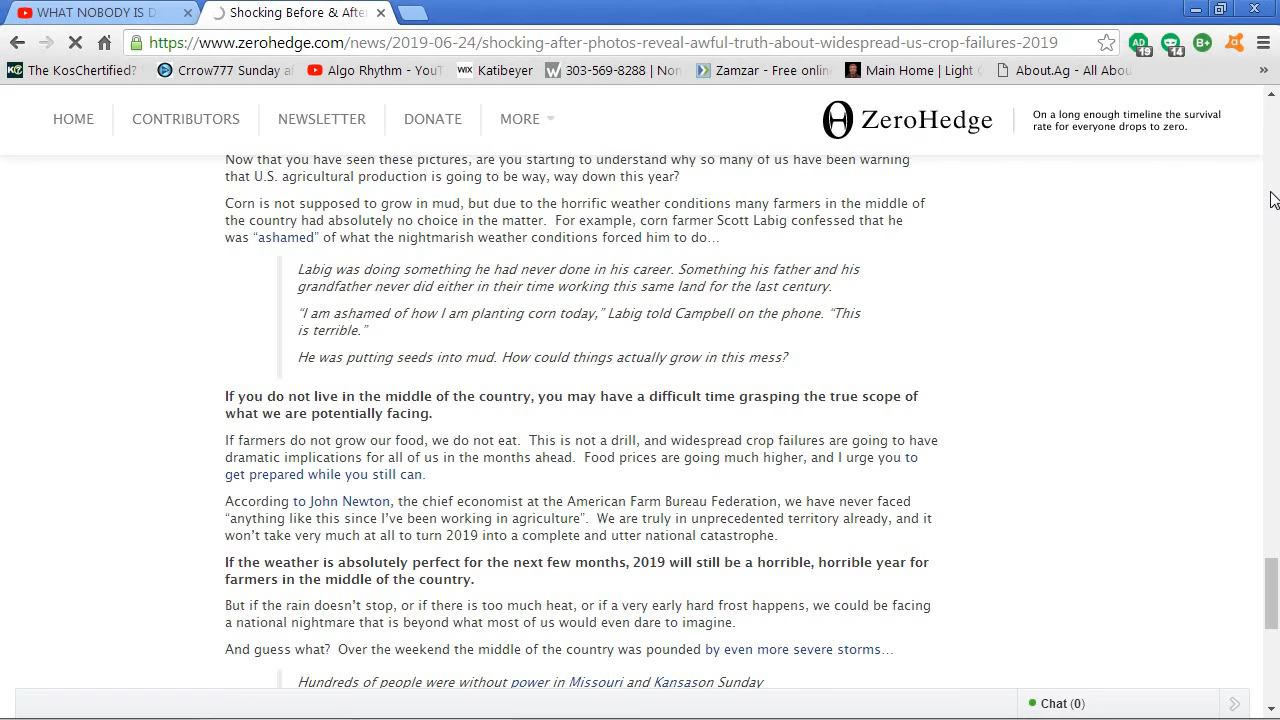 WHAT NOBODY IS D
Shocking Before & Afte
https://www.zerohedge.com/news/2019-06-24/shocking-after-photos-reveal-awful-truth-about-widespread-us-crop-failures-2019
19
14
B+
The KosChertified?
Crrow777 Sunday a
Algo Rhythm - YouT
WIX Katibeyer
303-569-8288 | Non
Zamzar - Free onlin
Main Home | Light
About.Ag - All Abou
HOME
CONTRIBUTORS
NEWSLETTER
DONATE
MORE
ZeroHedge
On a long enough timeline the survival
rate for everyone drops to zero.
Now that you have seen these pictures, are you starting to understand why so many of us have been warning
that U.S. agricultural production is going to be way, way down this year?
Corn is not supposed to grow in mud, but due to the horrific weather conditions many farmers in the middle of
the country had absolutely no choice in the matter.  For example, corn farmer Scott Labig confessed that he
was “ashamed” of what the nightmarish weather conditions forced him to do…
Labig was doing something he had never done in his career. Something his father and his
grandfather never did either in their time working this same land for the last century.
“I am ashamed of how I am planting corn today,” Labig told Campbell on the phone. “This
is terrible.”
He was putting seeds into mud. How could things actually grow in this mess?
If you do not live in the middle of the country, you may have a difficult time grasping the true scope of
what we are potentially facing.
If farmers do not grow our food, we do not eat.  This is not a drill, and widespread crop failures are going to have
dramatic implications for all of us in the months ahead.  Food prices are going much higher, and I urge you to
get prepared while you still can.
According to John Newton, the chief economist at the American Farm Bureau Federation, we have never faced
“anything like this since I’ve been working in agriculture”.  We are truly in unprecedented territory already, and it
won’t take very much at all to turn 2019 into a complete and utter national catastrophe.
If the weather is absolutely perfect for the next few months, 2019 will still be a horrible, horrible year for
farmers in the middle of the country.
But if the rain doesn’t stop, or if there is too much heat, or if a very early hard frost happens, we could be facing
a national nightmare that is beyond what most of us would even dare to imagine.
And guess what?  Over the weekend the middle of the country was pounded by even more severe storms…
Hundreds of people were without power in Missouri and Kansason Sunday
Chat (0)